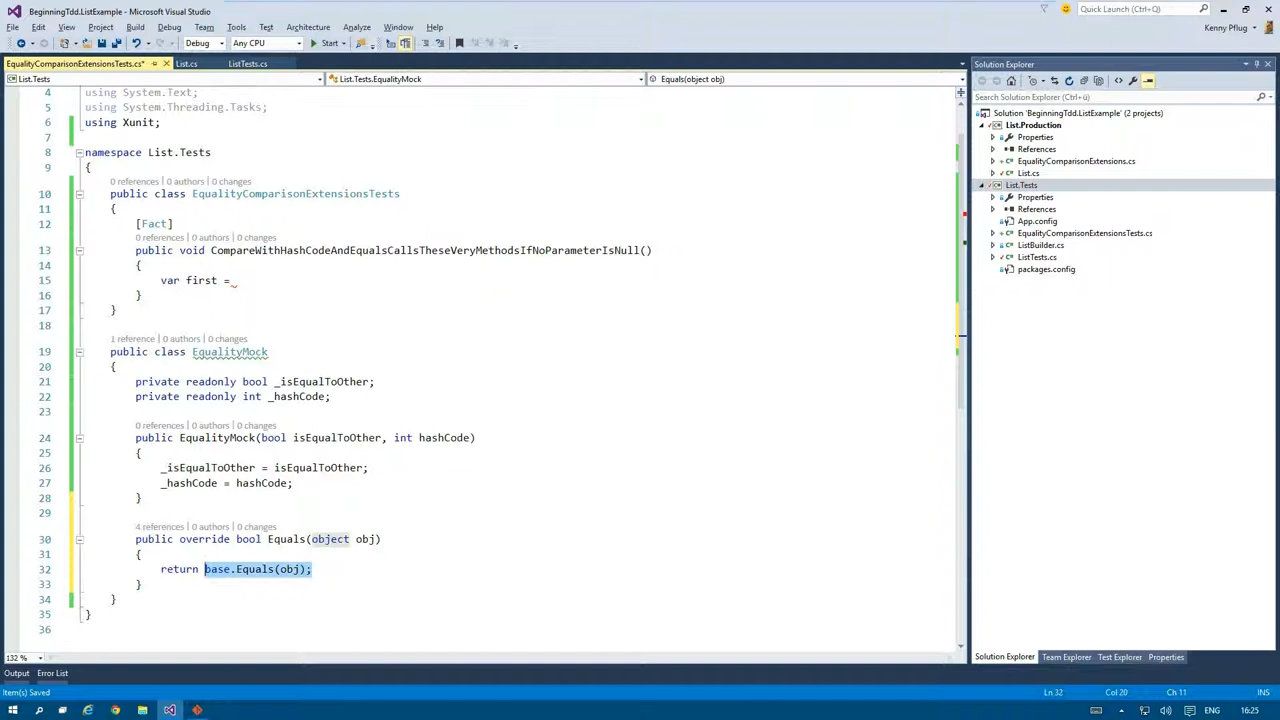 BeginningTdd.ListExample - Microsoft Visual Studio
Quick Launch (Ctrl+Q)
File Edit View Project Build Debug Team Tools Test Architecture Analyze Window Help
Kenny Pflug
Debug Any CPU Start
EqualityComparisonExtensionsTests.cs* List.cs ListTests.cs
List.Tests List.Tests.EqualityMock Equals(object obj)
4 using System.Text;
5 using System.Threading.Tasks;
6 using Xunit;
7
8 namespace List.Tests
9 {
0 references | 0 authors | 0 changes
10 public class EqualityComparisonExtensionsTests
11 {
12 [Fact]
0 references | 0 authors | 0 changes
13 public void CompareWithHashCodeAndEqualsCallsTheseVeryMethodsIfNoParameterIsNull()
14 {
15 var first =
16 }
17 }
18
1 reference | 0 authors | 0 changes
19 public class EqualityMock
20 {
21 private readonly bool _isEqualToOther;
22 private readonly int _hashCode;
23
0 references | 0 authors | 0 changes
24 public EqualityMock(bool isEqualToOther, int hashCode)
25 {
26 _isEqualToOther = isEqualToOther;
27 _hashCode = hashCode;
28 }
29
4 references | 0 authors | 0 changes
30 public override bool Equals(object obj)
31 {
32 return base.Equals(obj);
33 }
34 }
35 }
36
132 %
Solution Explorer
Search Solution Explorer (Ctrl+ü)
Solution 'BeginningTdd.ListExample' (2 projects)
List.Production
Properties
References
EqualityComparisonExtensions.cs
List.cs
List.Tests
Properties
References
App.config
EqualityComparisonExtensionsTests.cs
ListBuilder.cs
ListTests.cs
packages.config
Solution Explorer Team Explorer Test Explorer Properties
Output Error List
Item(s) Saved Ln 32 Col 20 Ch 11 INS
ENG 16:25